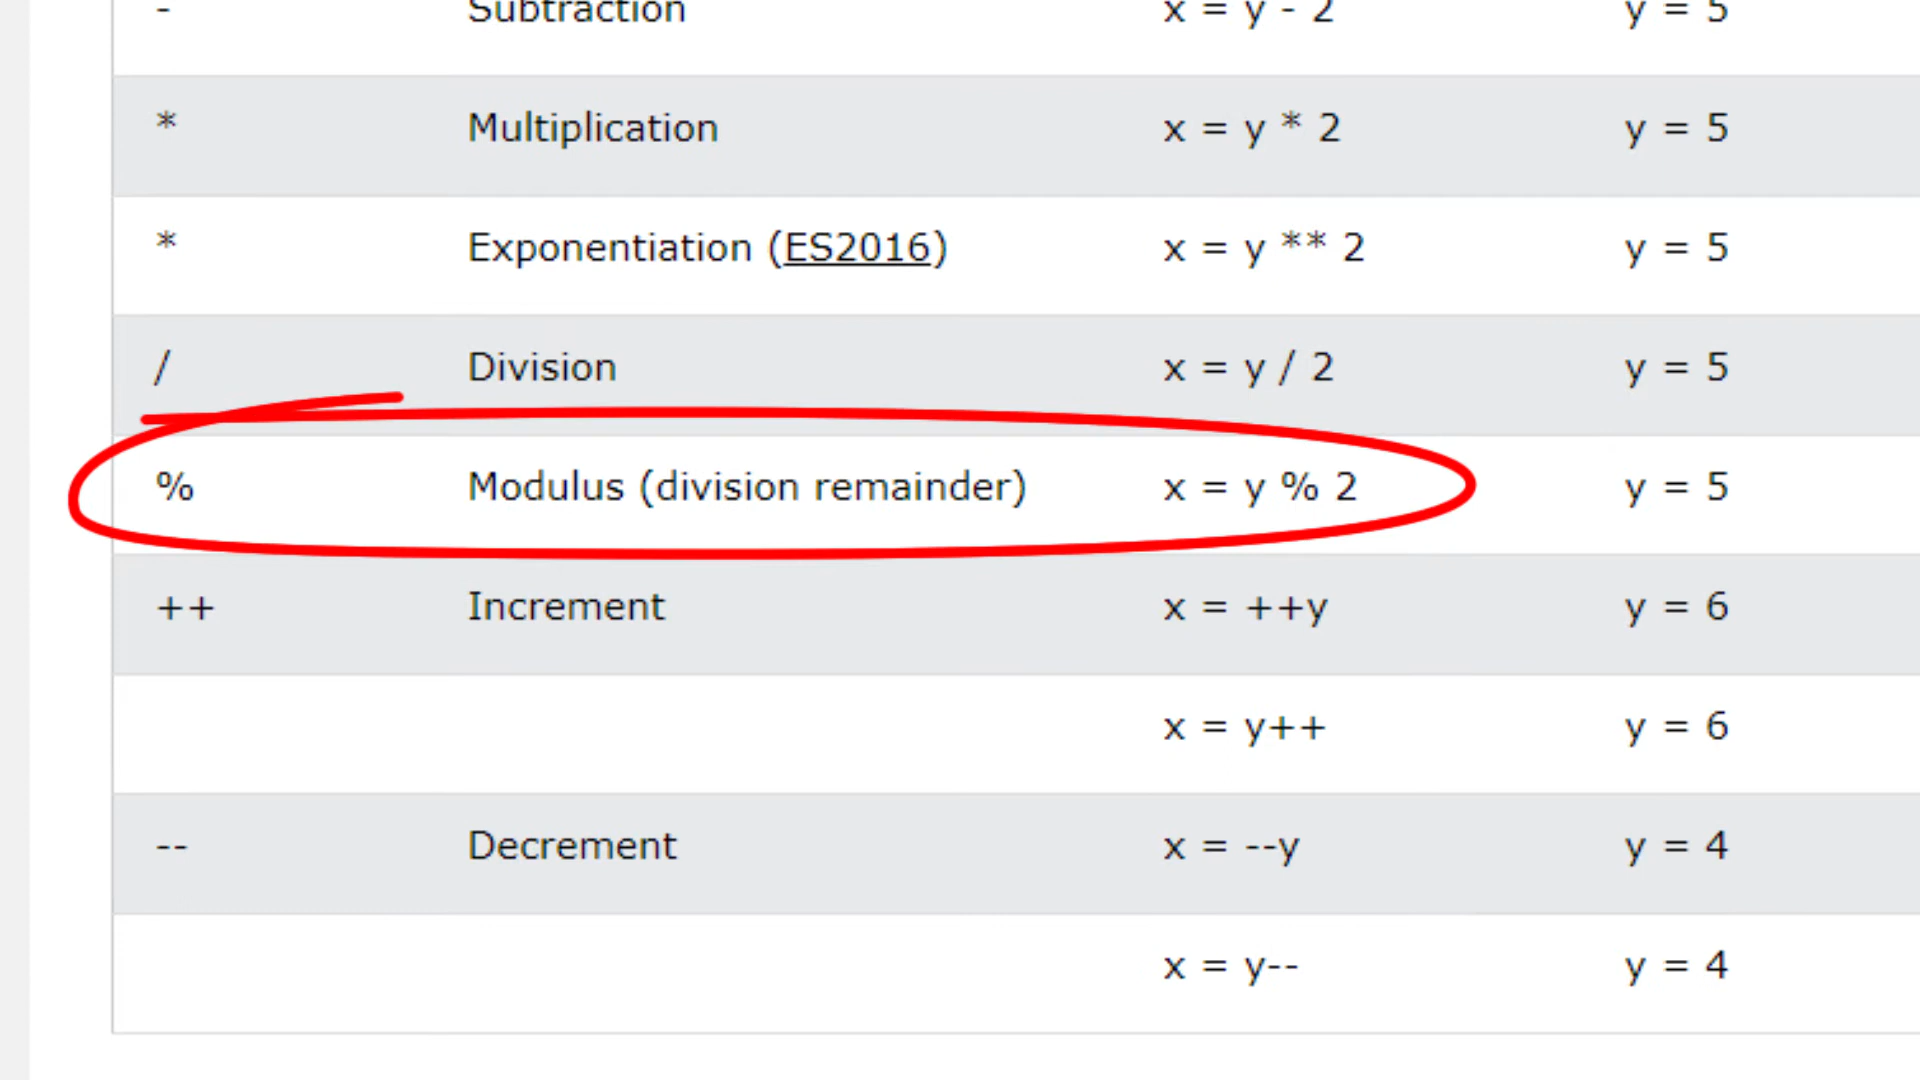 - Subtraction x = y - 2 y = 5
* Multiplication x = y * 2 y = 5
* Exponentiation (ES2016) x = y ** 2 y = 5
/ Division x = y / 2 y = 5
% Modulus (division remainder) x = y % 2 y = 5
++ Increment x = ++y y = 6
x = y++ y = 6
-- Decrement x = --y y = 4
x = y-- y = 4